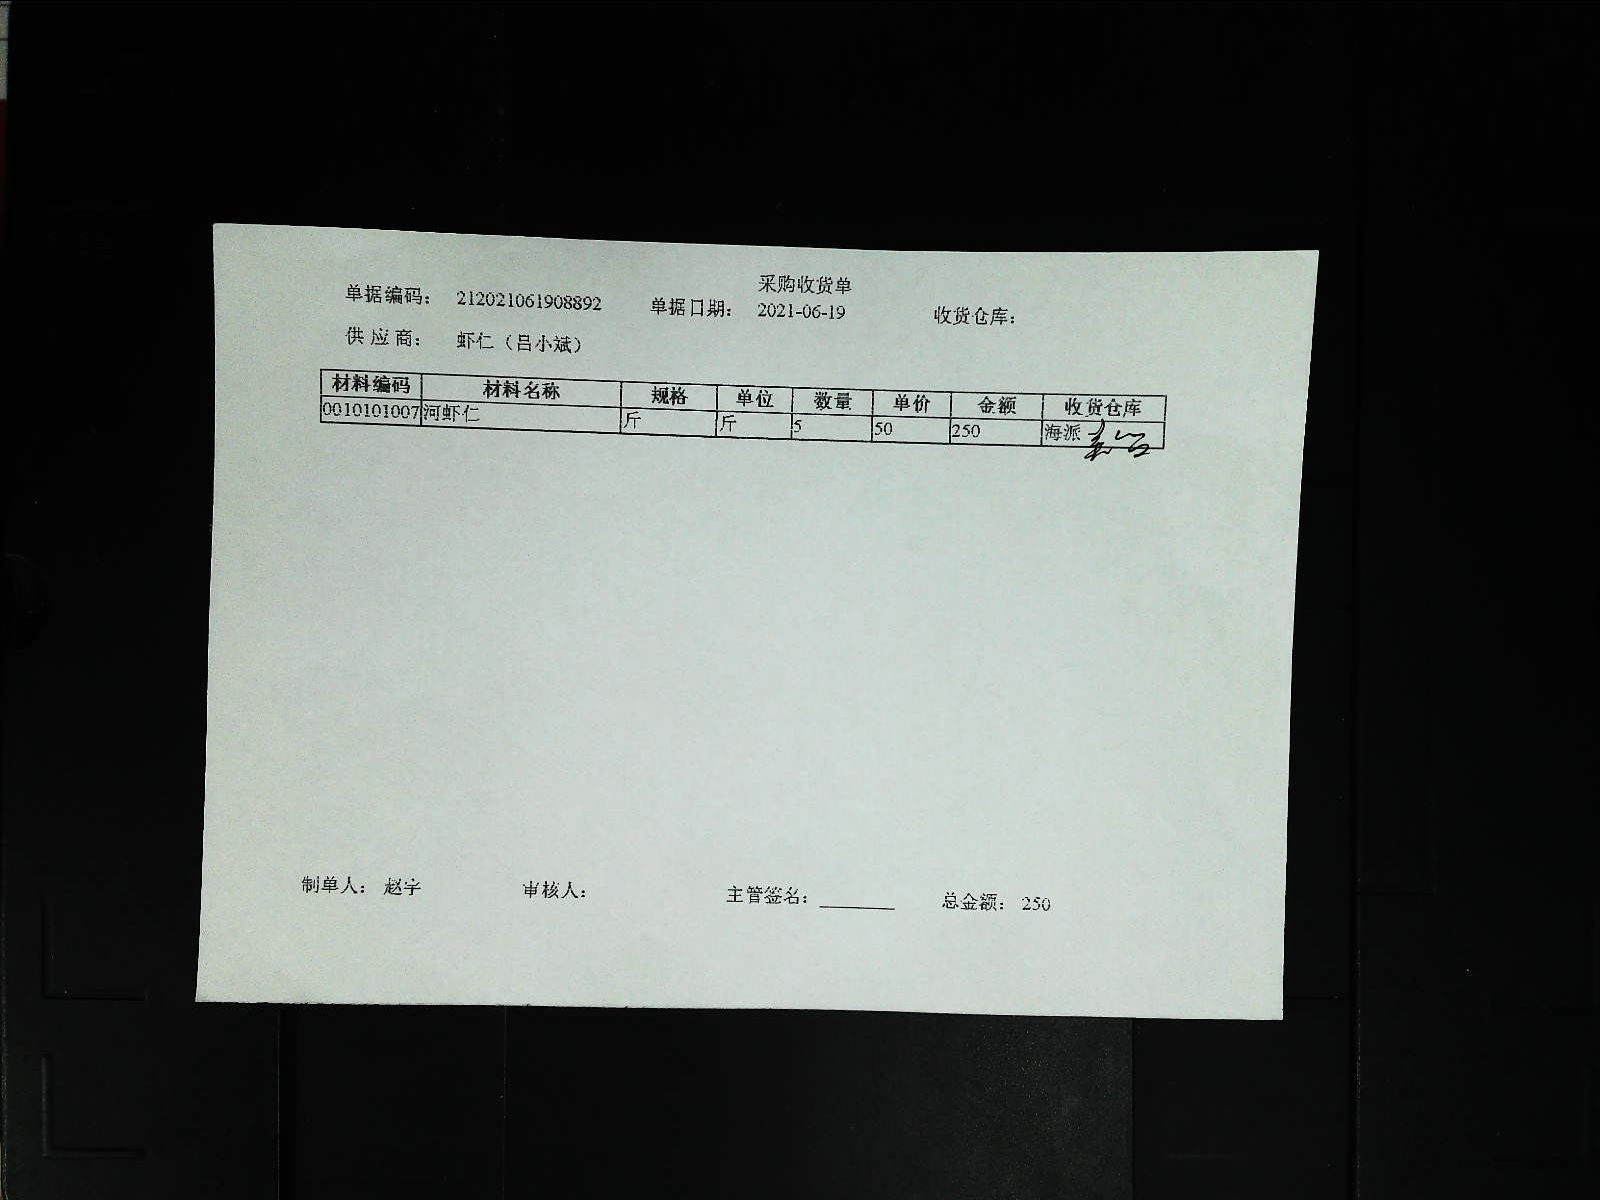 采购收货单
单据编码： 212021061908892 单据日期： 2021-06-19 收货仓库：
供应商： 虾仁（吕小斌）
材料编码 材料名称 规格 单位 数量 单价 金额 收货仓库
0010101007 河虾仁 斤 斤 5 50 250 海派
制单人： 赵宇 审核人： 主管签名： 总金额： 250